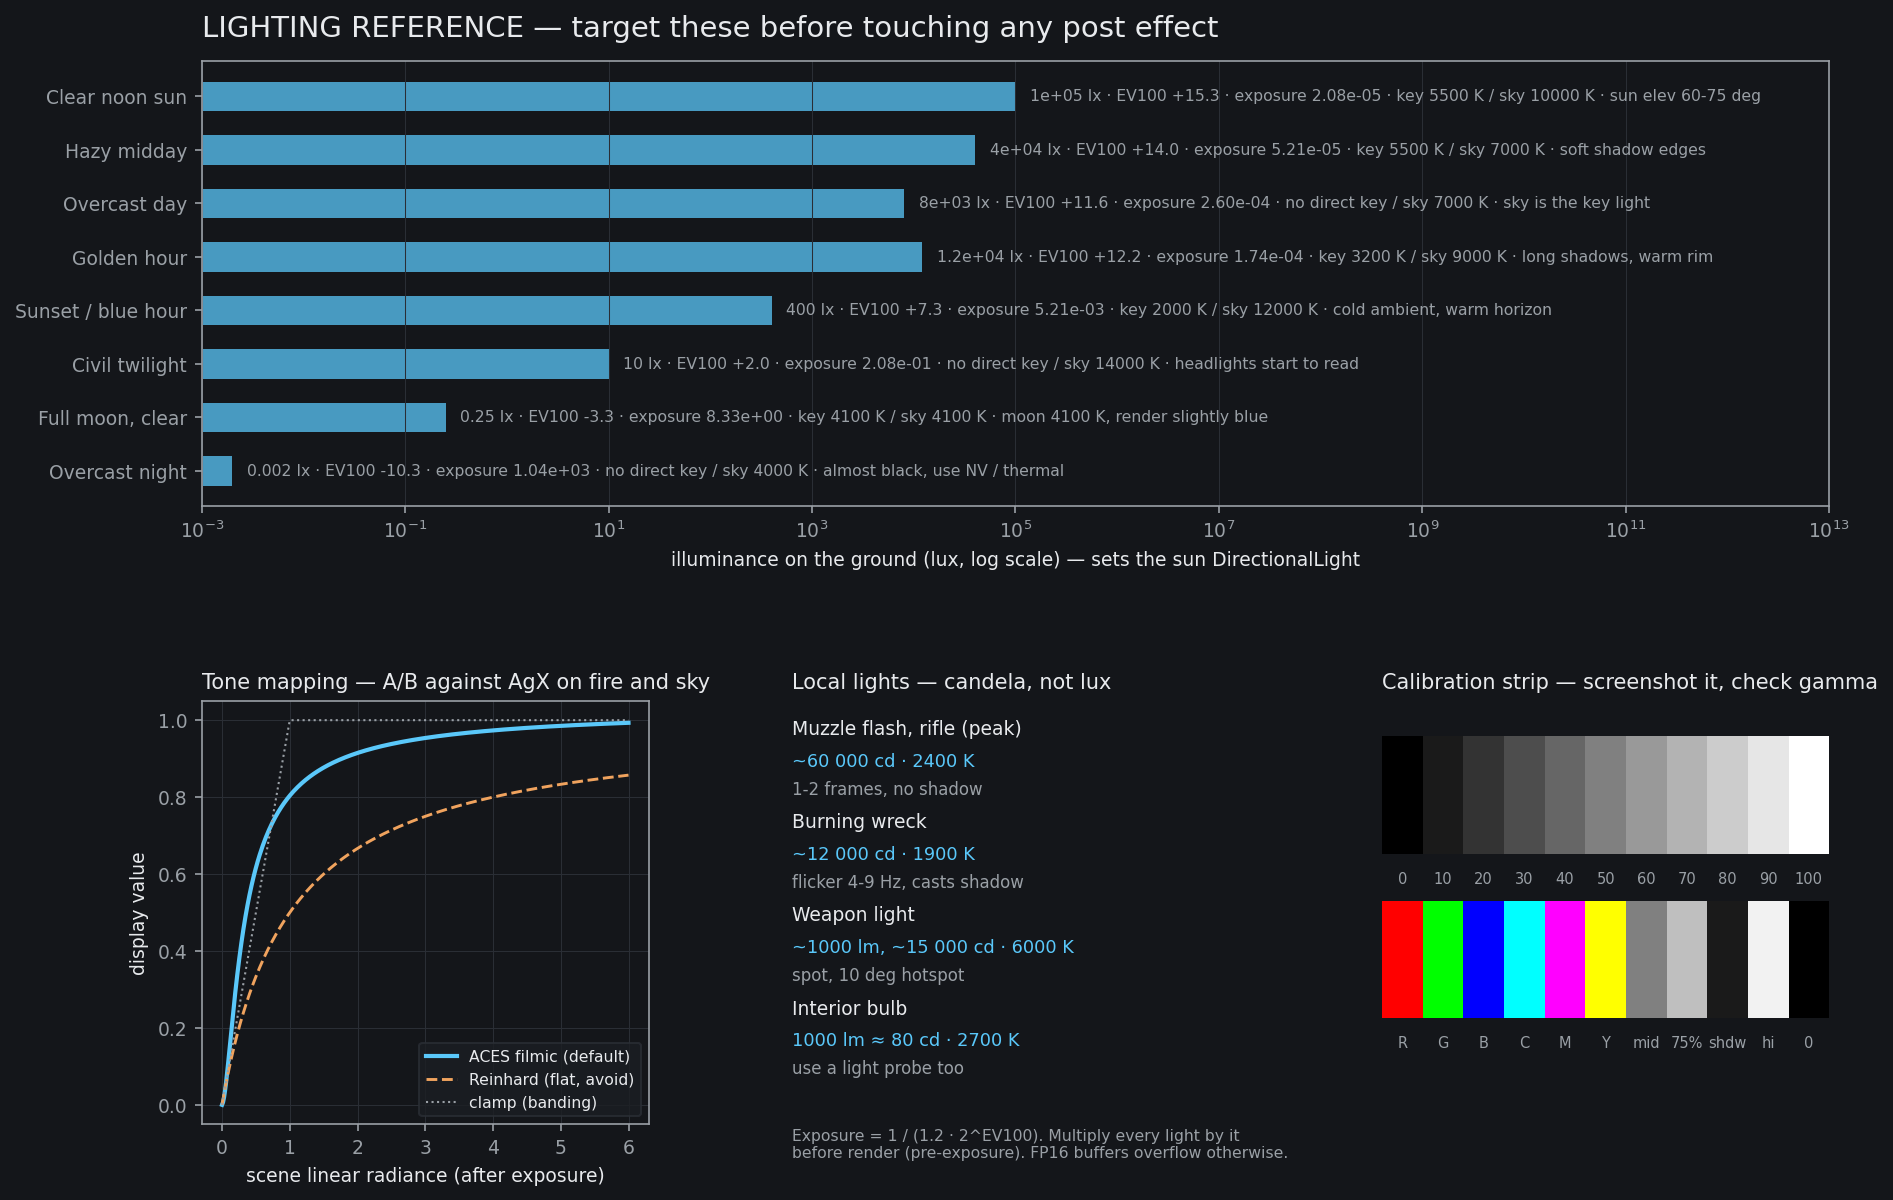 LIGHTING REFERENCE — target these before touching any post effect
Clear noon sun
1e+05 lx · EV100 +15.3 · exposure 2.08e-05 · key 5500 K / sky 10000 K · sun elev 60-75 deg
Hazy midday
4e+04 lx · EV100 +14.0 · exposure 5.21e-05 · key 5500 K / sky 7000 K · soft shadow edges
Overcast day
8e+03 lx · EV100 +11.6 · exposure 2.60e-04 · no direct key / sky 7000 K · sky is the key light
Golden hour
1.2e+04 lx · EV100 +12.2 · exposure 1.74e-04 · key 3200 K / sky 9000 K · long shadows, warm rim
Sunset / blue hour
400 lx · EV100 +7.3 · exposure 5.21e-03 · key 2000 K / sky 12000 K · cold ambient, warm horizon
Civil twilight
10 lx · EV100 +2.0 · exposure 2.08e-01 · no direct key / sky 14000 K · headlights start to read
Full moon, clear
0.25 lx · EV100 -3.3 · exposure 8.33e+00 · key 4100 K / sky 4100 K · moon 4100 K, render slightly blue
Overcast night
0.002 lx · EV100 -10.3 · exposure 1.04e+03 · no direct key / sky 4000 K · almost black, use NV / thermal
10⁻³ 10⁻¹ 10¹ 10³ 10⁵ 10⁷ 10⁹ 10¹¹ 10¹³
illuminance on the ground (lux, log scale) — sets the sun DirectionalLight
Tone mapping — A/B against AgX on fire and sky
1.0
0.8
0.6
0.4
0.2
0.0
display value
ACES filmic (default)
Reinhard (flat, avoid)
clamp (banding)
0 1 2 3 4 5 6
scene linear radiance (after exposure)
Local lights — candela, not lux
Muzzle flash, rifle (peak)
~60 000 cd · 2400 K
1-2 frames, no shadow
Burning wreck
~12 000 cd · 1900 K
flicker 4-9 Hz, casts shadow
Weapon light
~1000 lm, ~15 000 cd · 6000 K
spot, 10 deg hotspot
Interior bulb
1000 lm ≈ 80 cd · 2700 K
use a light probe too
Exposure = 1 / (1.2 · 2^EV100). Multiply every light by it
before render (pre-exposure). FP16 buffers overflow otherwise.
Calibration strip — screenshot it, check gamma
0 10 20 30 40 50 60 70 80 90 100
R G B C M Y mid 75% shdw hi 0